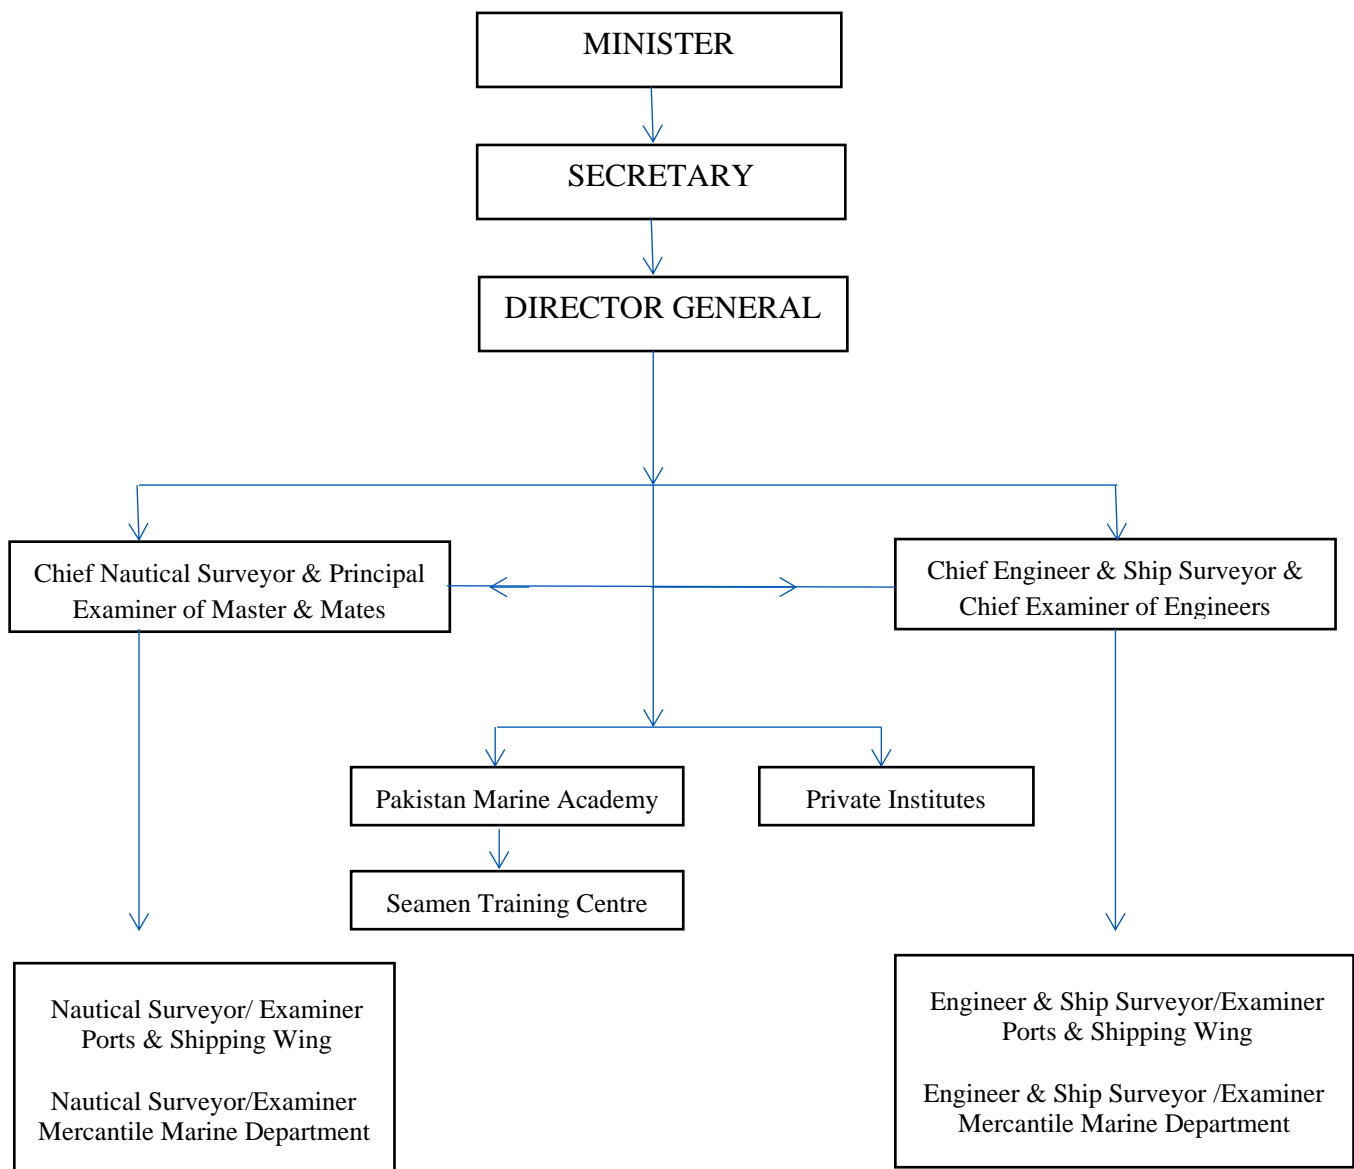 MINISTER
SECRETARY
DIRECTOR GENERAL
Chief Nautical Surveyor & Principal
Examiner of Master & Mates
Chief Engineer & Ship Surveyor &
Chief Examiner of Engineers
Pakistan Marine Academy
Private Institutes
Seamen Training Centre
Nautical Surveyor/ Examiner
Ports & Shipping Wing
Nautical Surveyor/Examiner
Mercantile Marine Department
Engineer & Ship Surveyor/Examiner
Ports & Shipping Wing
Engineer & Ship Surveyor /Examiner
Mercantile Marine Department